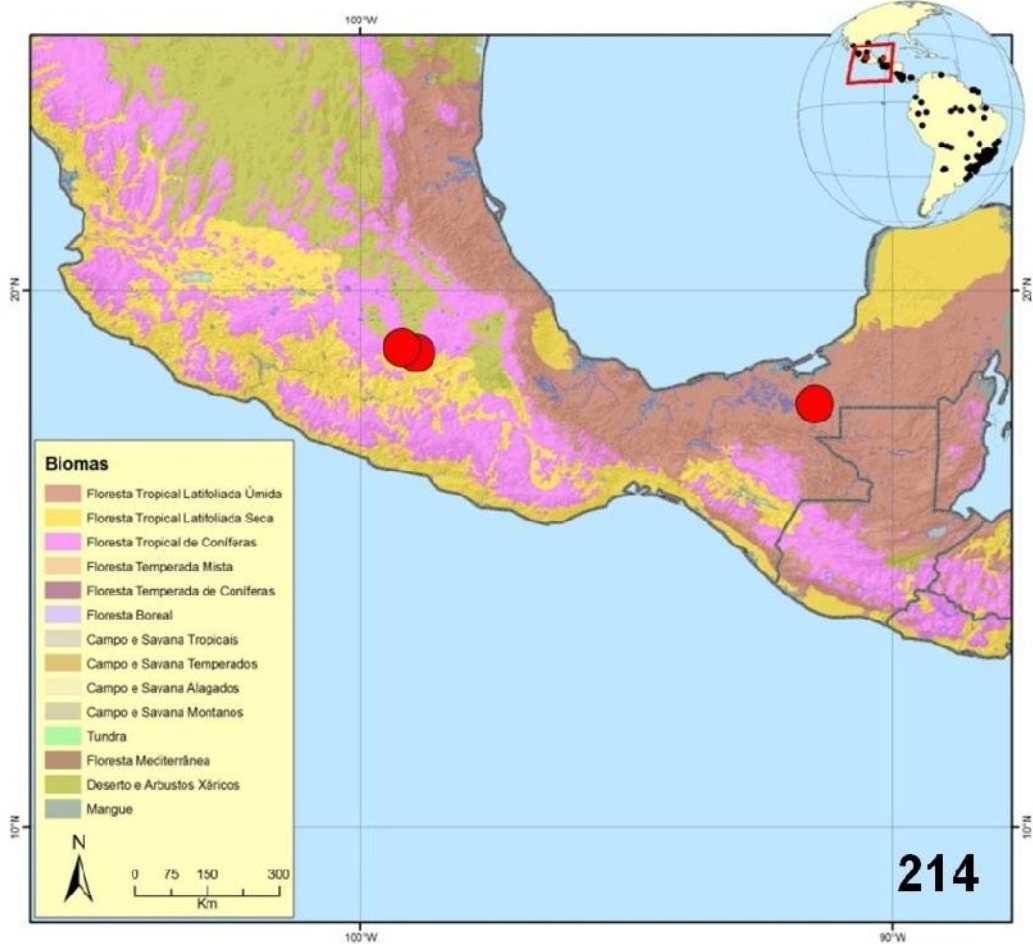 100°W
20°N
20°N
Biomas
Floresta Tropical Latifoliada Úmida
Floresta Tropical Latifoliada Seca
Floresta Tropical de Coníferas
Floresta Temperada Mista
Floresta Temperada de Coníferas
Floresta Boreal
Campo e Savana Tropicais
Campo e Savana Temperados
Campo e Savana Alagados
Campo e Savana Montanos
Tundra
Floresta Mediterrânea
Deserto e Arbustos Xéricos
Mangue
10°N
10°N
N
0 75 150 300
Km
214
100°W
90°W